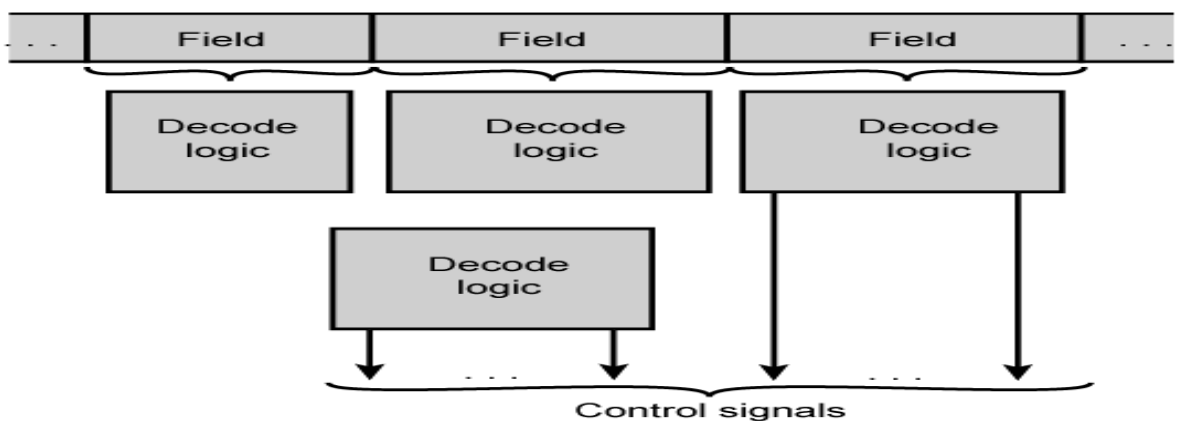 . . . Field Field Field . . .
Decode Decode Decode
logic logic logic
Decode
logic
. . . . . .
Control signals